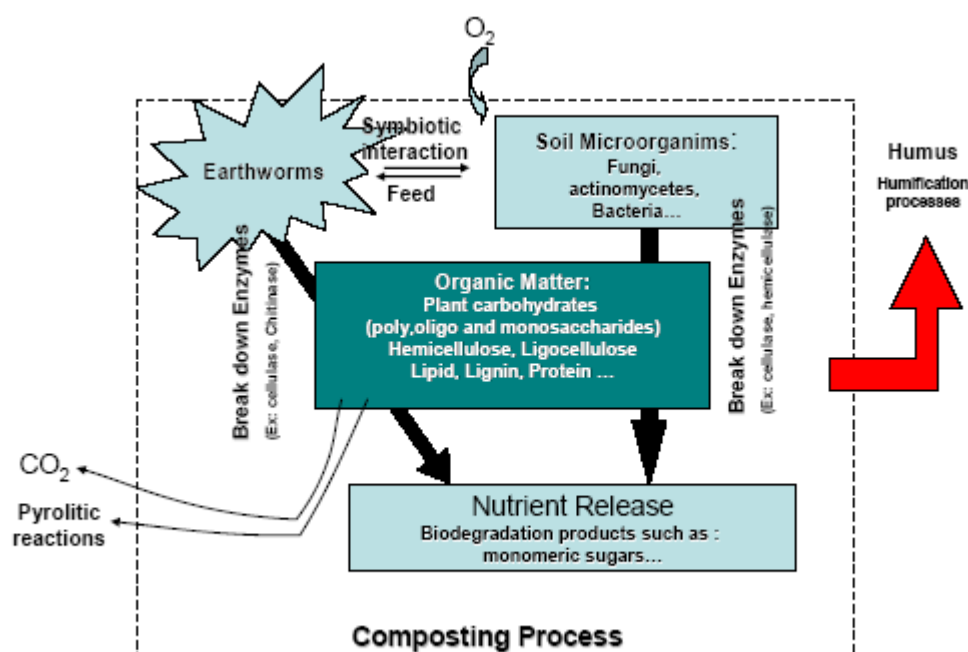 O2
Symbiotic
interaction
Feed
Earthworms
Soil Microorganims:
Fungi,
actinomycetes,
Bacteria...
Humus
Humification
processes
Break down Enzymes
(Ex: cellulase, Chitinase)
Organic Matter:
Plant carbohydrates
(poly,oligo and monosaccharides)
Hemicellulose, Ligocellulose
Lipid, Lignin, Protein ...
Break down Enzymes
(Ex: cellulase, hemicellulase)
CO2
Pyrolitic
reactions
Nutrient Release
Biodegradation products such as :
monomeric sugars...
Composting Process